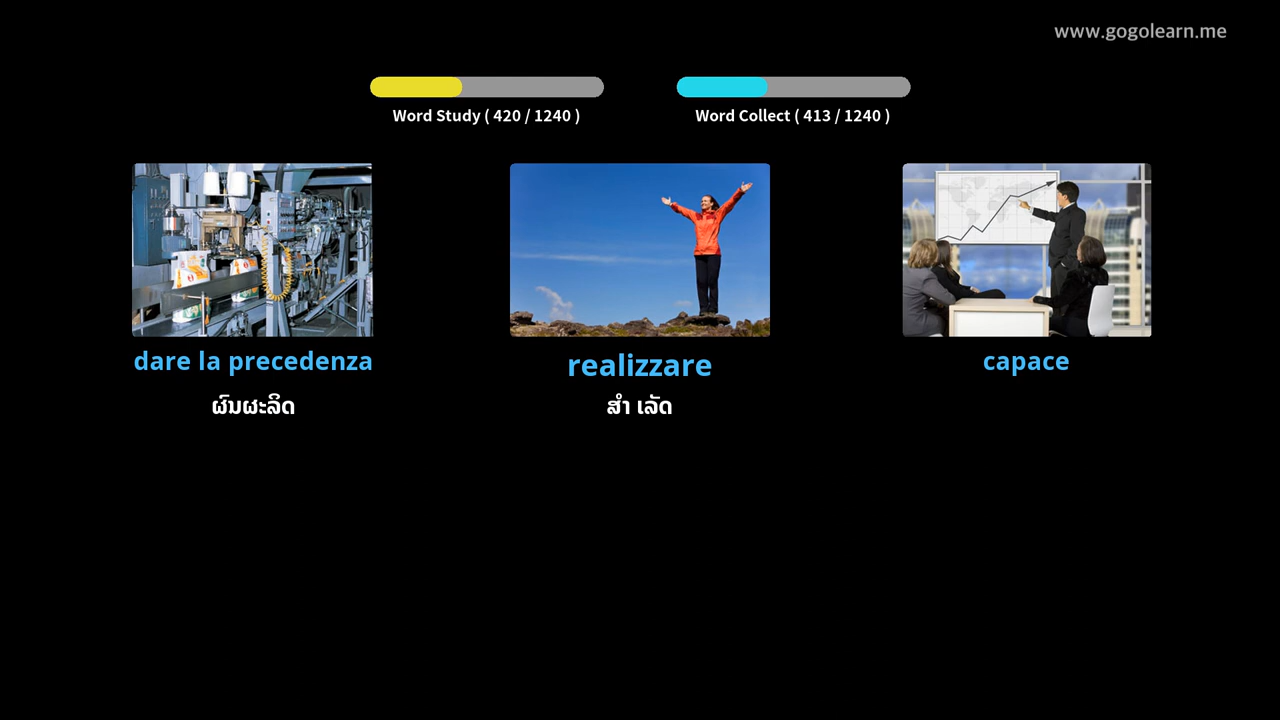 www.gogolearn.me
Word Study ( 420 / 1240 )
Word Collect ( 413 / 1240 )
dare la precedenza
realizzare
capace
ຜົນຜະລິດ
ສຳ ເລັດ